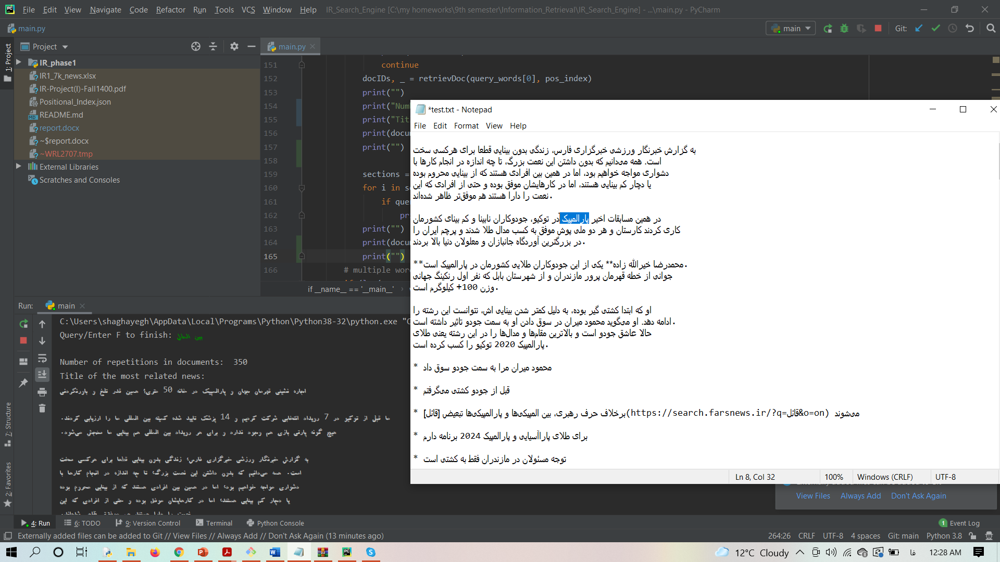 File Edit View Navigate Code Refactor Run Tools VCS Window Help IR_Search_Engine [C:\my homeworks\9th semester\Information_Retrieval\IR_Search_Engine] - ...\main.py - PyCharm
main.py
main
Git:
1: Project
Project
main.py
IR_phase1
IR1_7k_news.xlsx
IR-Project(I)-Fall1400.pdf
Positional_Index.json
README.md
report.docx
~$report.docx
~WRL2707.tmp
External Libraries
Scratches and Consoles
151 continue
152 docIDs, _ = retrievDoc(query_words[0], pos_index)
153 print("")
154 print("Num
155 print("Tit
156 print(docu
157 print("")
158
159 sections =
160 for i in s
161 if que
162 pr
163 print("")
164 print(docu
165 print("")
166 # multiple wor
if __name__ == '__main__'
*test.txt - Notepad
File Edit Format View Help
به گزارش خبرنگار ورزشی خبرگزاری فارس، زندگی بدون بینایی قطعا برای هرکسی سخت
است. همه می‌دانیم که بدون داشتن این نعمت بزرگ، تا چه اندازه در انجام کارها با
دشواری مواجه خواهیم بود، اما در همین بین افرادی هستند که از بینایی محروم بوده
یا دچار کم بینایی هستند، اما در کارهایشان موفق بوده و حتی از افرادی که این
نعمت را دارا هستند هم موفق‌تر ظاهر شده‌اند.
در همین مسابقات اخیر پارالمپیک در توکیو، جودوکاران نابینا و کم بینای کشورمان
کاری کردند کارستان و هر دو ملی پوش موفق به کسب مدال طلا شدند و پرچم ایران را
در بزرگترین آوردگاه جانبازان و معلولان دنیا بالا بردند.
**محمدرضا خیرالله زاده** یکی از این جودوکاران طلایی کشورمان در پارالمپیک است.
جوانی از خطه قهرمان پرور مازندران و از شهرستان بابل که نفر اول رنکینگ جهانی
وزن 100+ کیلوگرم است.
او که ابتدا کشتی گیر بوده، به دلیل کمتر شدن بینایی اش، نتوانست این رشته را
ادامه دهد. او می‌گوید محمود میران در سوق دادن او به سمت جودو تاثیر داشته است.
حالا عاشق جودو است و بالاترین مقام‌ها و مدال‌ها را در این رشته یعنی طلای
پارالمپیک 2020 توکیو را کسب کرده است.
* محمود میران مرا به سمت جودو سوق داد
* قبل از جودو کشتی می‌گرفتم
* برخلاف حرف رهبری، بین المپیکی‌ها و پارالمپیکی‌ها تبعیض [قائل](https://search.farsnews.ir/?q=قائل&o=on) می‌شوند
* برای طلای پاراآسیایی و پارالمپیک 2024 برنامه دارم
* توجه مسئولان در مازندران فقط به کشتی است
Ln 8, Col 32 100% Windows (CRLF) UTF-8
Run: main
C:\Users\shaghayegh\AppData\Local\Programs\Python\Python38-32\python.exe "C
Query/Enter F to finish: بین المللی
Number of repetitions in documents: 350
Title of the most related news:
اجاره نشینی قهرمان جهان و پارالمپیک در خانه 50 متری؛ همین قدر تلخ و باورنکردنی
ما قبل از توکیو در 7 رویداد انتخابی شرکت کردیم و 14 پزشک تایید شده کمیته بین المللی ما را ارزیابی کردند.
هیچ گونه پارتی بازی هم وجود ندارد و برای هر رویداد بین المللی هم بینایی ما سنجش می‌شود.
به گزارش خبرنگار ورزشی خبرگزاری فارس، زندگی بدون بینایی قطعا برای هرکسی سخت
است. همه می‌دانیم که بدون داشتن این نعمت بزرگ، تا چه اندازه در انجام کارها با
دشواری مواجه خواهیم بود، اما در همین بین افرادی هستند که از بینایی محروم بوده
یا دچار کم بینایی هستند، اما در کارهایشان موفق بوده و حتی از افرادی که این
7: Structure
2: Favorites
View Files Always Add Don't Ask Again
4: Run 6: TODO 9: Version Control Terminal Python Console 1 Event Log
Externally added files can be added to Git // View Files // Always Add // Don't Ask Again (13 minutes ago) 264:26 CRLF UTF-8 4 spaces Git: main Python 3.8
12°C Cloudy فا 12:28 AM